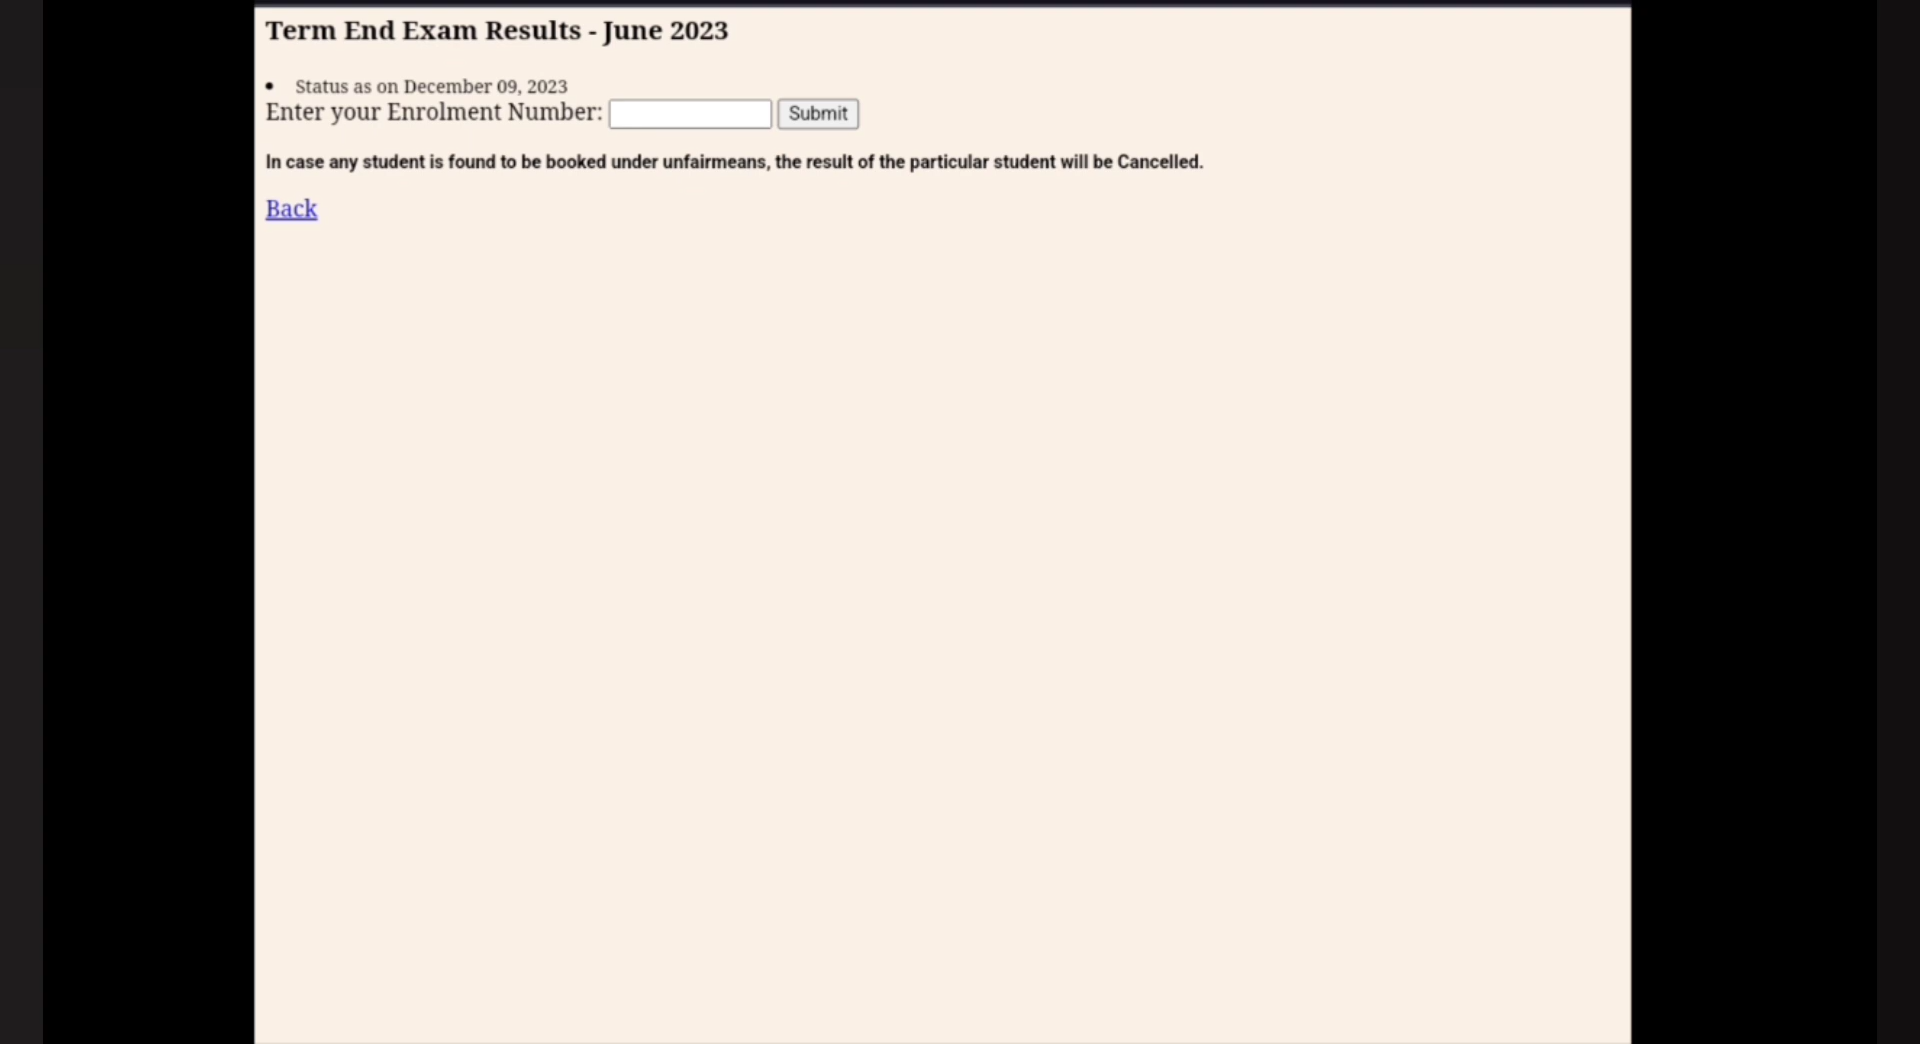 Term End Exam Results - June 2023
Status as on December 09, 2023
Enter your Enrolment Number: Submit
In case any student is found to be booked under unfairmeans, the result of the particular student will be Cancelled.
Back